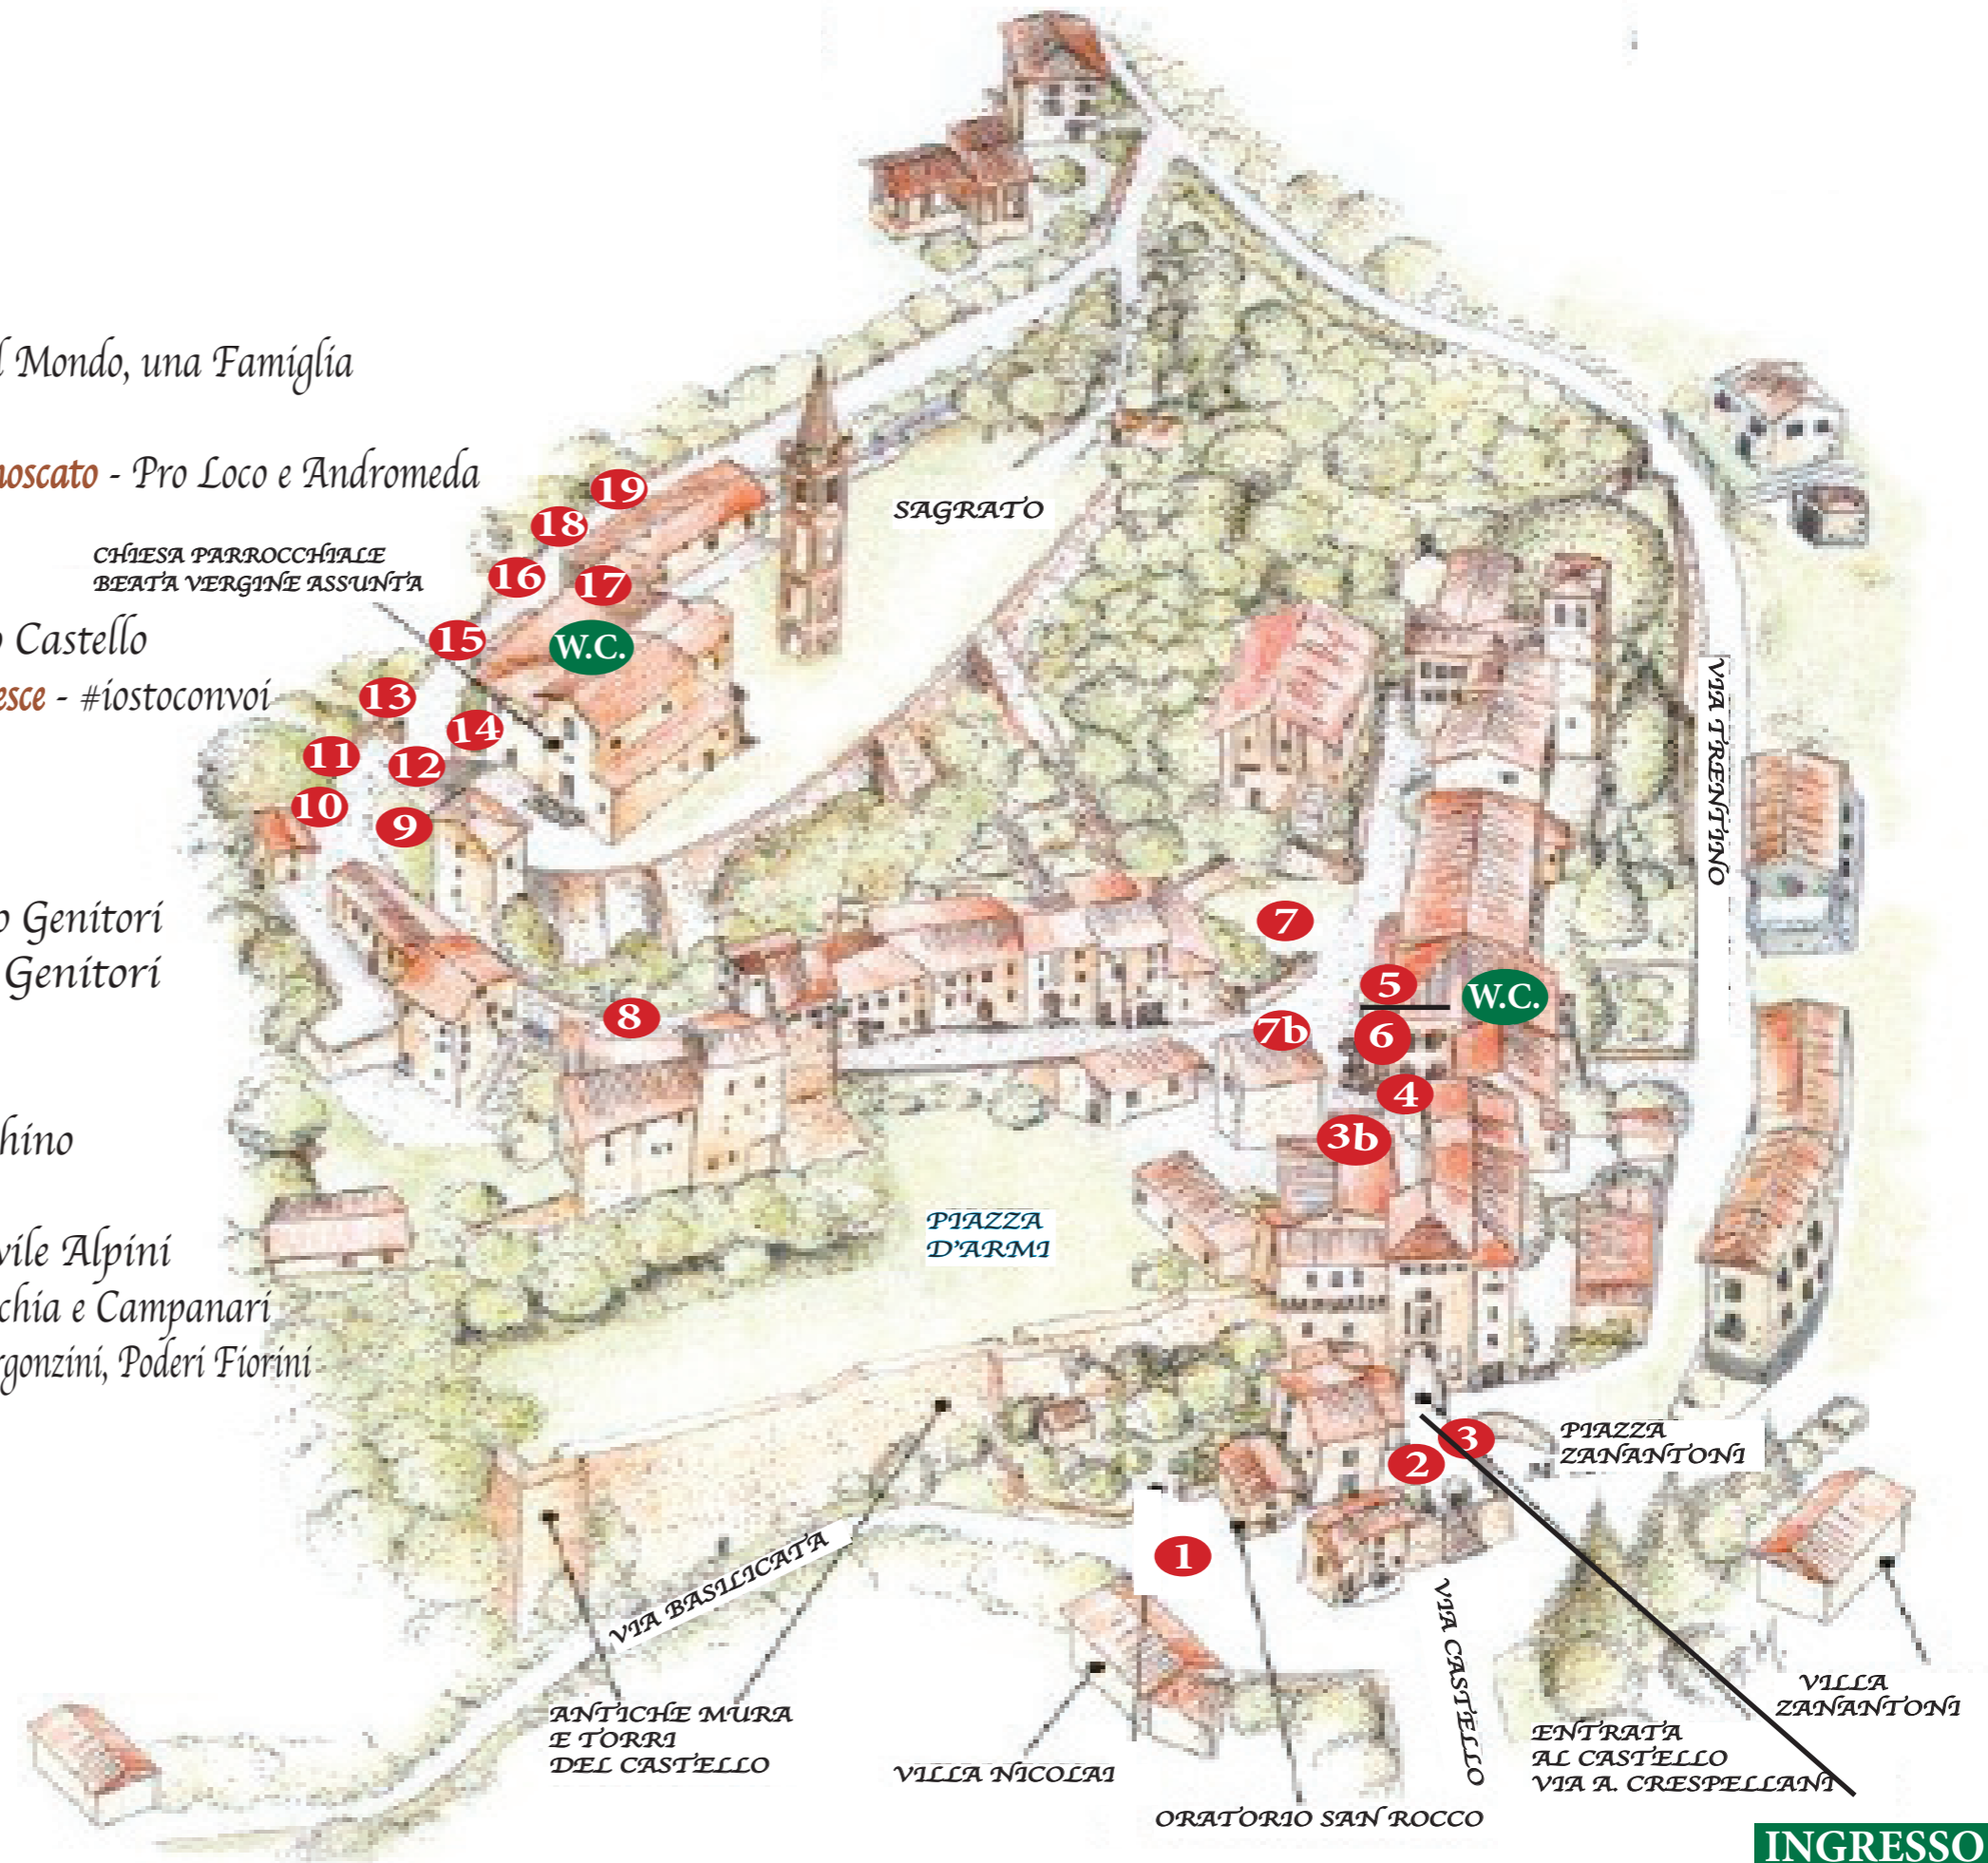 l Mondo, una Famiglia
noscato - Pro Loco e Andromeda
CHIESA PARROCCHIALE
BEATA VERGINE ASSUNTA
o Castello
esce - #iostoconvoi
o Genitori
Genitori
hino
vile Alpini
cchia e Campanari
rgonzini, Poderi Fiorini
SAGRATO
19
18
16
17
W.C.
15
13
14
11
12
10
9
VIA TRENTINO
7
5
W.C.
8
7b
6
4
3b
PIAZZA
D'ARMI
3
2
PIAZZA
ZANANTONI
1
VIA BASILICATA
VIA CASTELLO
ANTICHE MURA
E TORRI
DEL CASTELLO
VILLA NICOLAI
ORATORIO SAN ROCCO
ENTRATA
AL CASTELLO
VIA A. CRESPELLANI
VILLA
ZANANTONI
INGRESSO